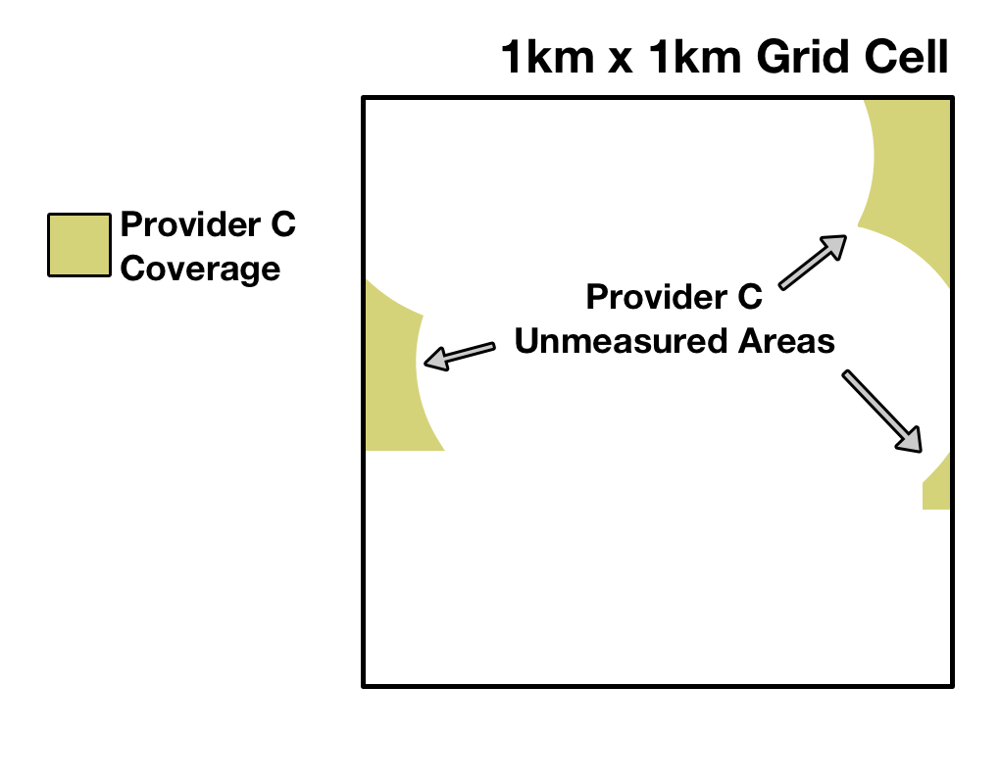 1km x 1km Grid Cell
Provider C
Coverage
Provider C
Unmeasured Areas